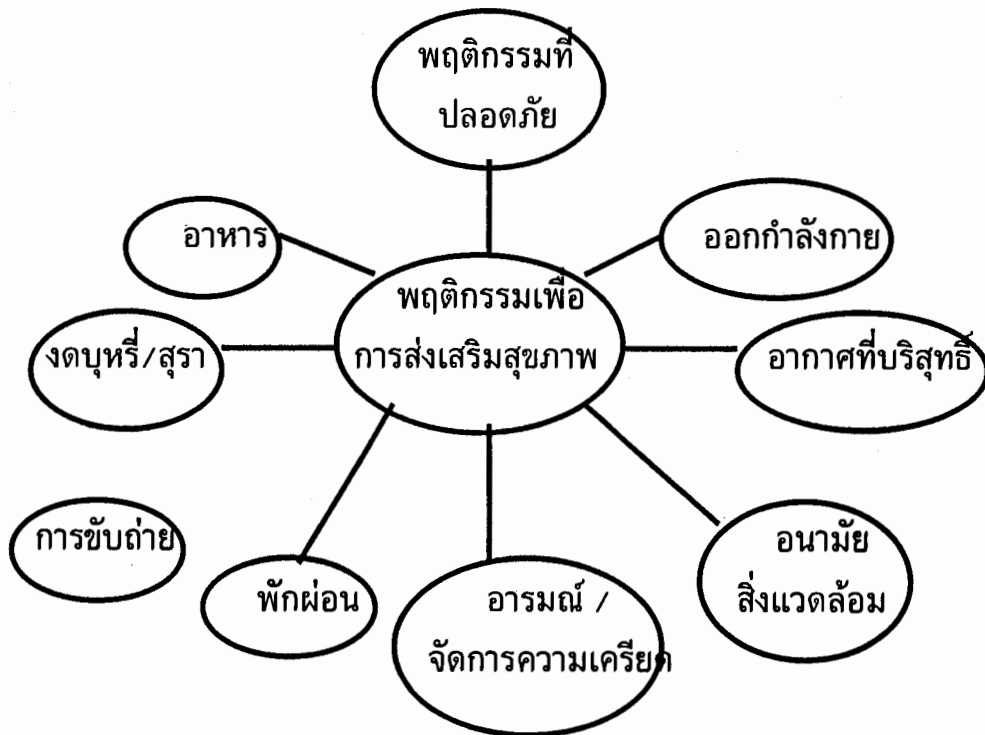 พฤติกรรมที่
ปลอดภัย
อาหาร
ออกกำลังกาย
พฤติกรรมเพื่อ
การส่งเสริมสุขภาพ
งดบุหรี่/สุรา
อากาศที่บริสุทธิ์
การขับถ่าย
พักผ่อน
อารมณ์ /
จัดการความเครียด
อนามัย
สิ่งแวดล้อม